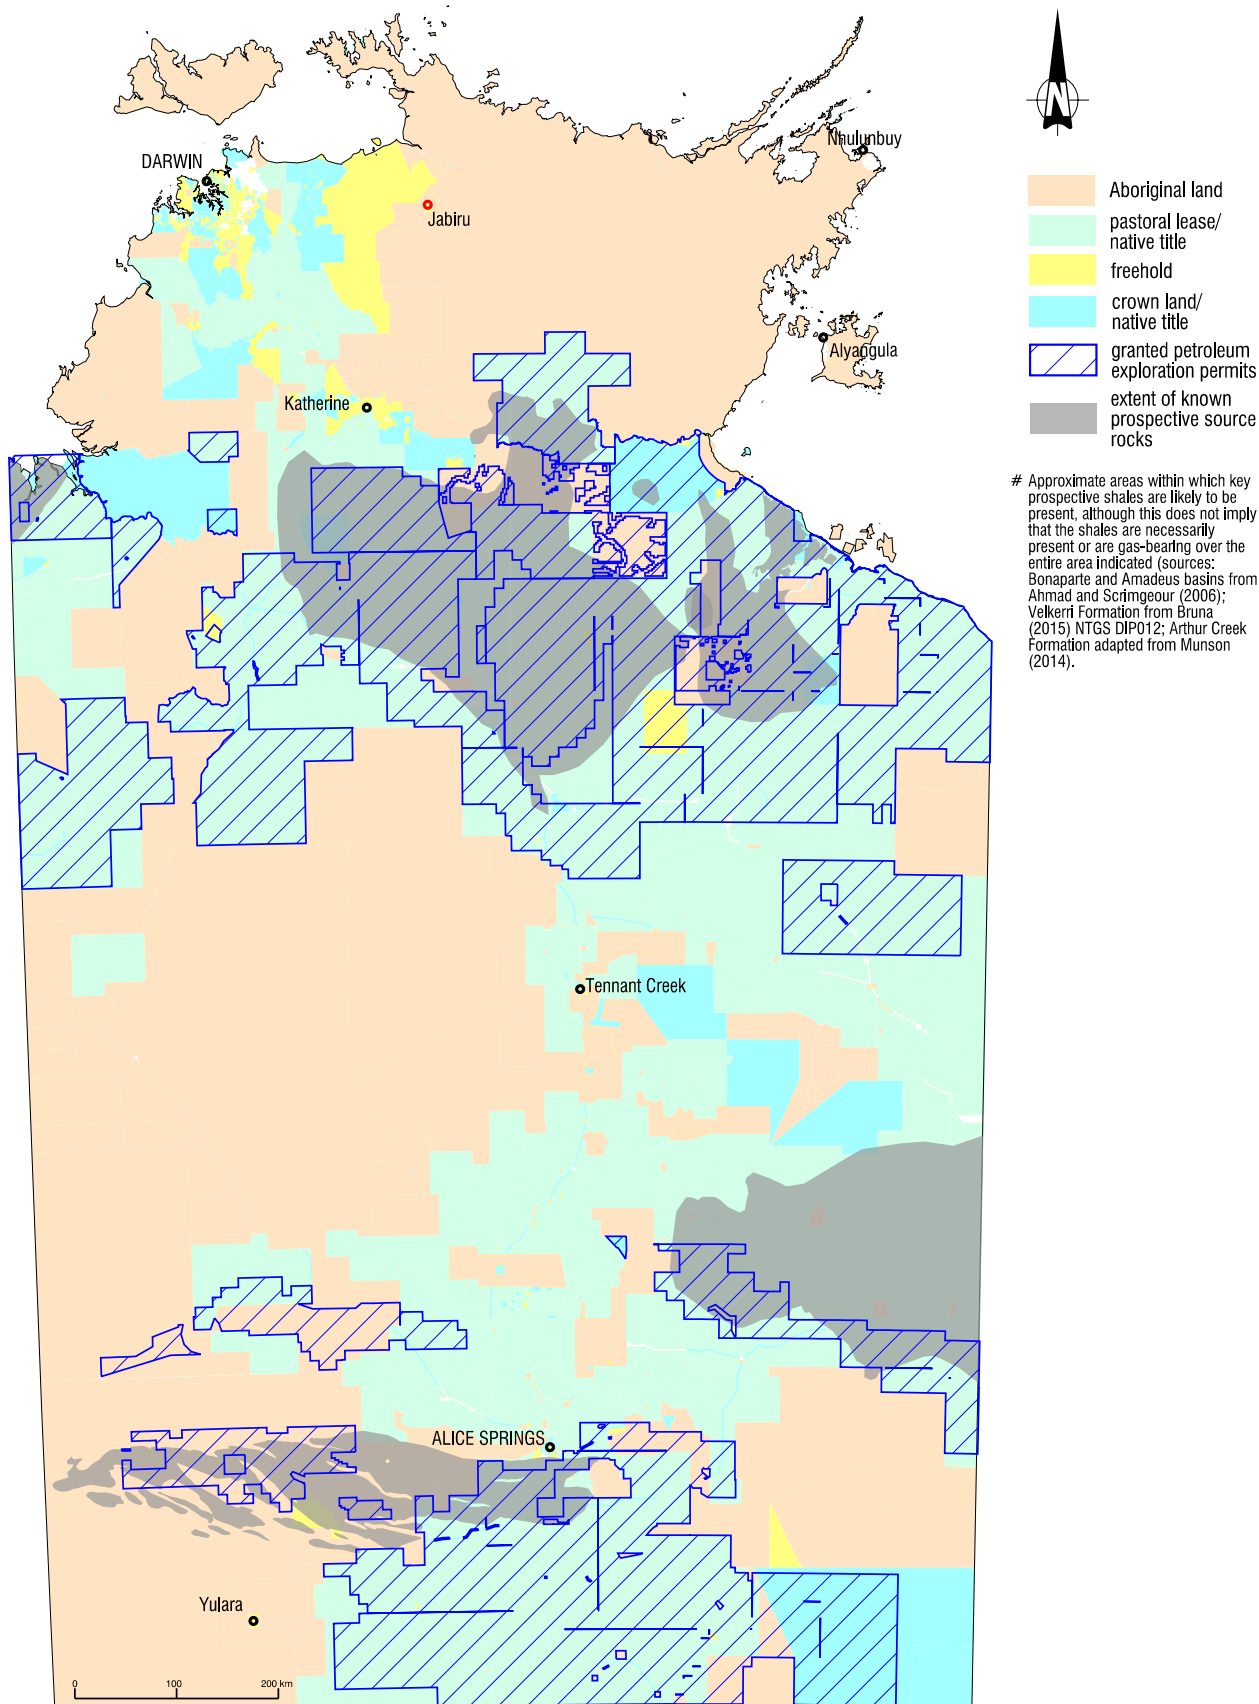 N
Nhulunbuy
DARWIN
Jabiru
Alyangula
Katherine
Tennant Creek
ALICE SPRINGS
Yulara
0 100 200 km
Aboriginal land
pastoral lease/
native title
freehold
crown land/
native title
granted petroleum
exploration permits
extent of known
prospective source
rocks
# Approximate areas within which key
prospective shales are likely to be
present, although this does not imply
that the shales are necessarily
present or are gas-bearing over the
entire area indicated (sources:
Bonaparte and Amadeus basins from
Ahmad and Scrimgeour (2006);
Velkerri Formation from Bruna
(2015) NTGS DIP012; Arthur Creek
Formation adapted from Munson
(2014).